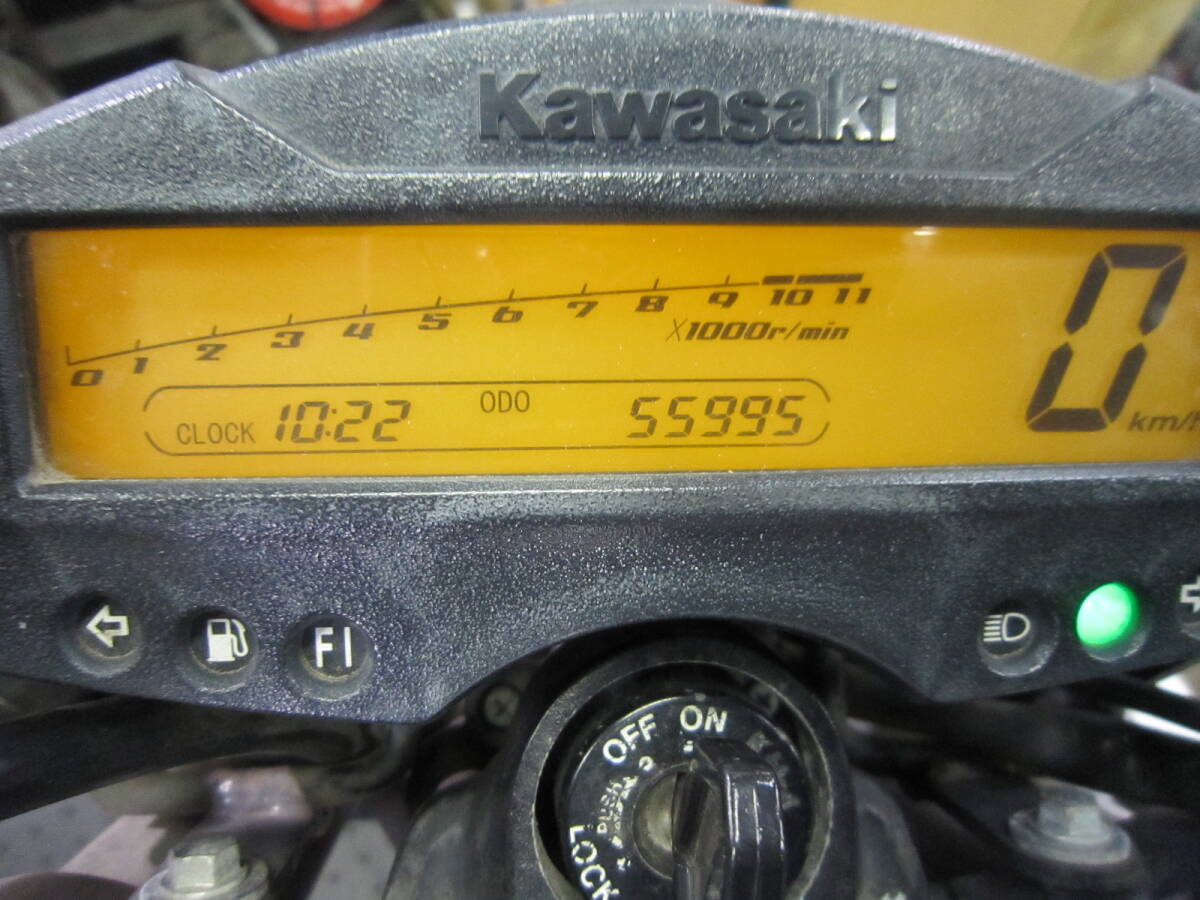 Kawasaki
0 1 2 3 4 5 6 7 8 9 10 11
X1000r/min
0
km/h
CLOCK 10:22 ODO 55995
FI
OFF ON
PUSH
LOCK